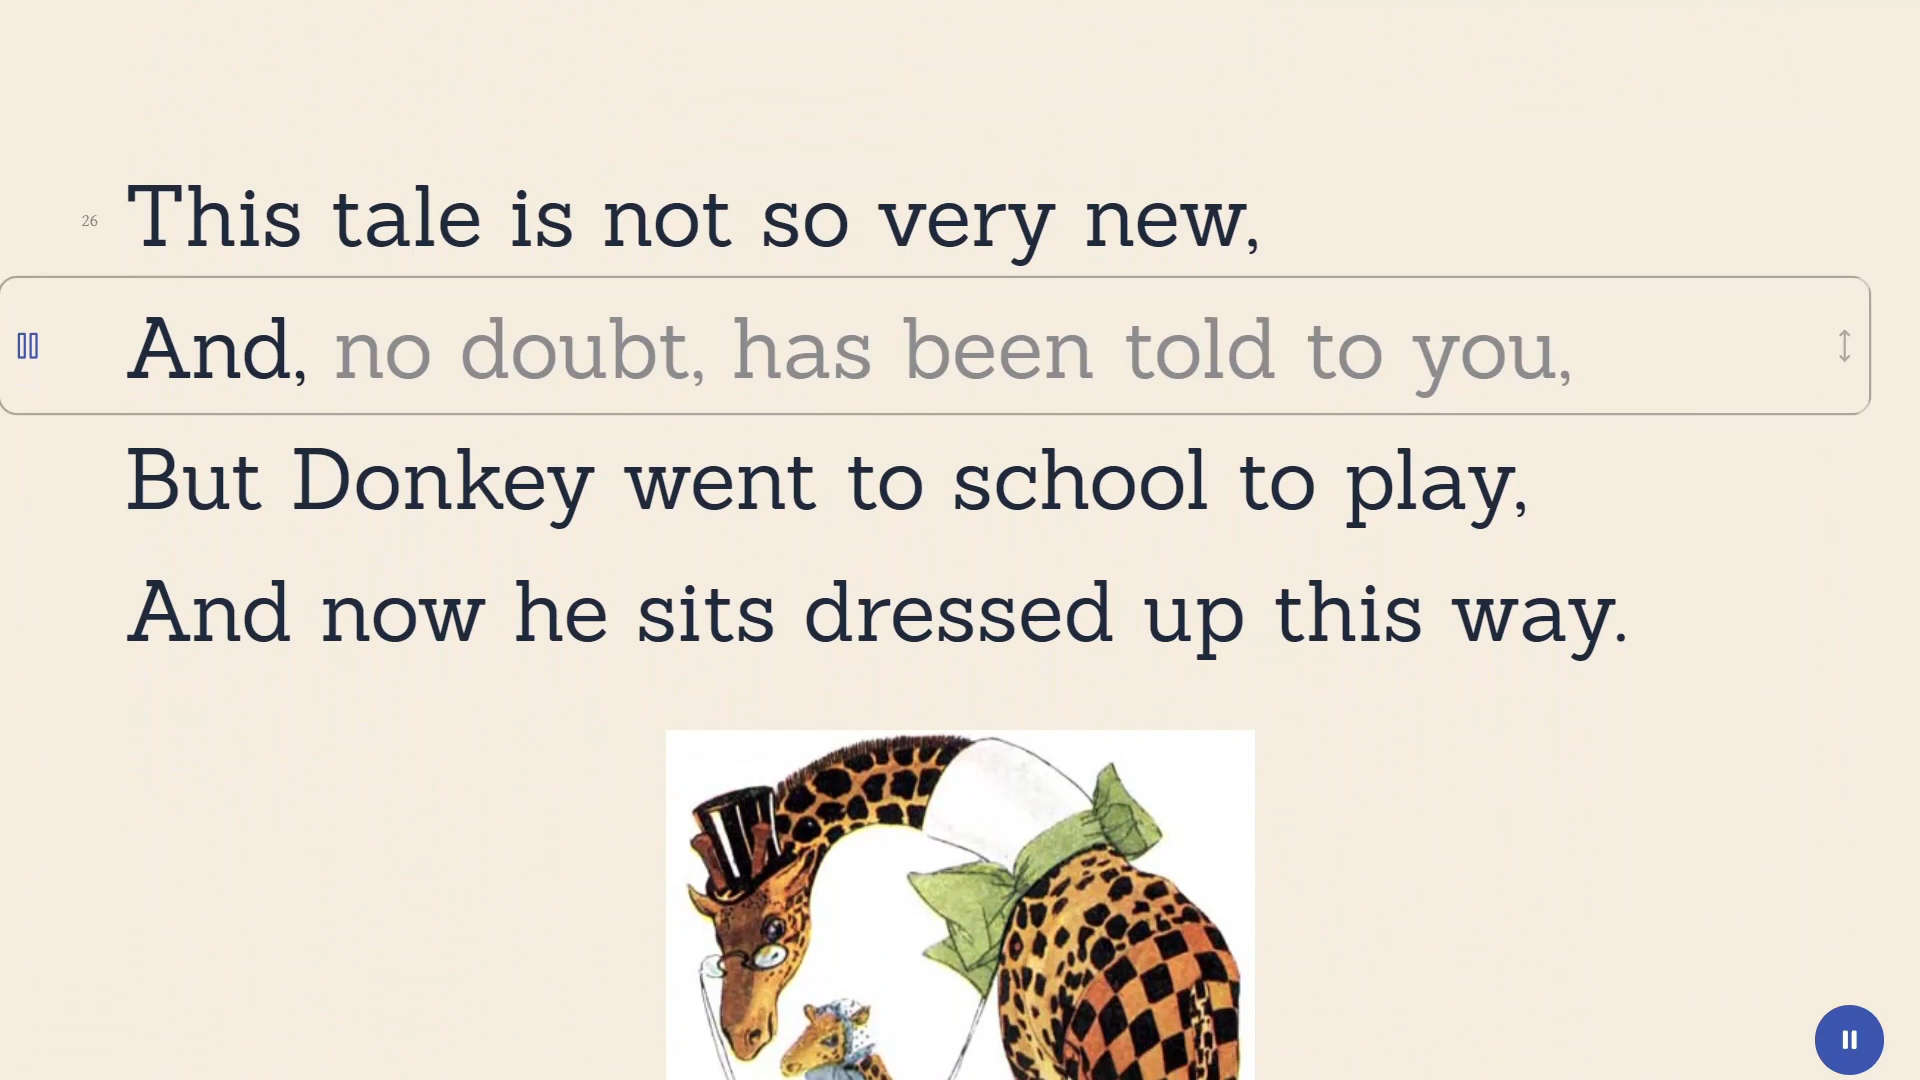 26
This tale is not so very new,
And, no doubt, has been told to you,
But Donkey went to school to play,
And now he sits dressed up this way.